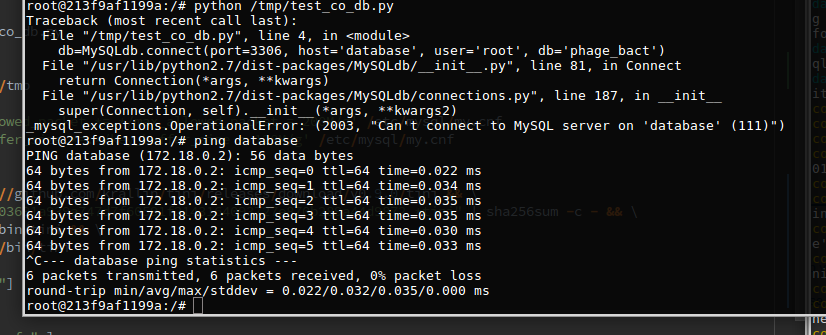 root@213f9af1199a:/# python /tmp/test_co_db.py
Traceback (most recent call last):
  File "/tmp/test_co_db.py", line 4, in <module>
    db=MySQLdb.connect(port=3306, host='database', user='root', db='phage_bact')
  File "/usr/lib/python2.7/dist-packages/MySQLdb/__init__.py", line 81, in Connect
    return Connection(*args, **kwargs)
  File "/usr/lib/python2.7/dist-packages/MySQLdb/connections.py", line 187, in __init__
    super(Connection, self).__init__(*args, **kwargs2)
_mysql_exceptions.OperationalError: (2003, "Can't connect to MySQL server on 'database' (111)")
root@213f9af1199a:/# ping database
/etc/mysql/my.cnf
PING database (172.18.0.2): 56 data bytes
64 bytes from 172.18.0.2: icmp_seq=0 ttl=64 time=0.022 ms
64 bytes from 172.18.0.2: icmp_seq=1 ttl=64 time=0.034 ms
64 bytes from 172.18.0.2: icmp_seq=2 ttl=64 time=0.035 ms
64 bytes from 172.18.0.2: icmp_seq=3 ttl=64 time=0.035 ms
sha256sum -c - && \
64 bytes from 172.18.0.2: icmp_seq=4 ttl=64 time=0.030 ms
64 bytes from 172.18.0.2: icmp_seq=5 ttl=64 time=0.033 ms
^C--- database ping statistics ---
6 packets transmitted, 6 packets received, 0% packet loss
round-trip min/avg/max/stddev = 0.022/0.032/0.035/0.000 ms
root@213f9af1199a:/#